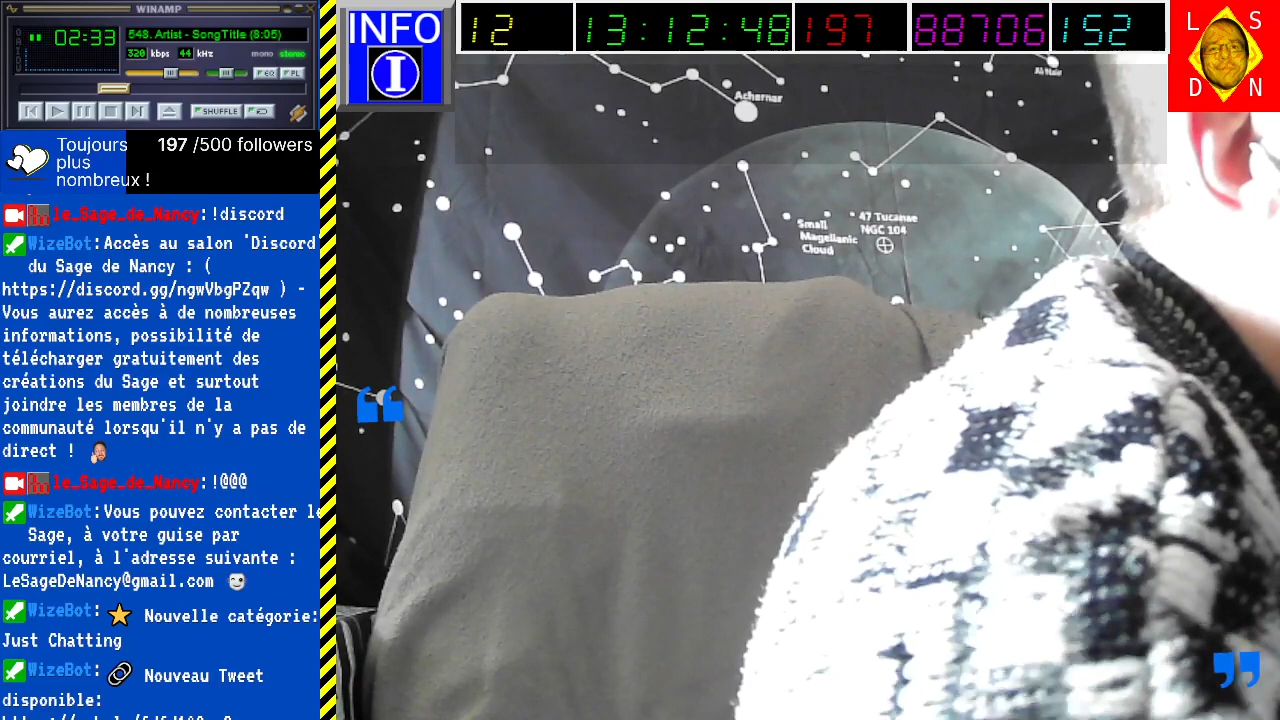 WINAMP
02:33
548. Artist - SongTitle (8:05)
320 kbps 44 kHz mono stereo
EQ PL
SHUFFLE
Toujours plus nombreux !
197 /500 followers
le_Sage_de_Nancy: !discord
WizeBot: Accès au salon 'Discord
du Sage de Nancy : (
https://discord.gg/ngwVbgPZqw ) -
Vous aurez accès à de nombreuses
informations, possibilité de
télécharger gratuitement des
créations du Sage et surtout
joindre les membres de la
communauté lorsqu'il n'y a pas de
direct !
le_Sage_de_Nancy: !@@@
WizeBot: Vous pouvez contacter le
Sage, à votre guise par
courriel, à l'adresse suivante :
LeSageDeNancy@gmail.com
WizeBot: Nouvelle catégorie:
Just Chatting
WizeBot: Nouveau Tweet
disponible:
INFO
I
12
13:12:48
197
88706
152
L S
D N
Achernar
Al Nair
47 Tucanae
NGC 104
Small
Magellanic
Cloud
“
”